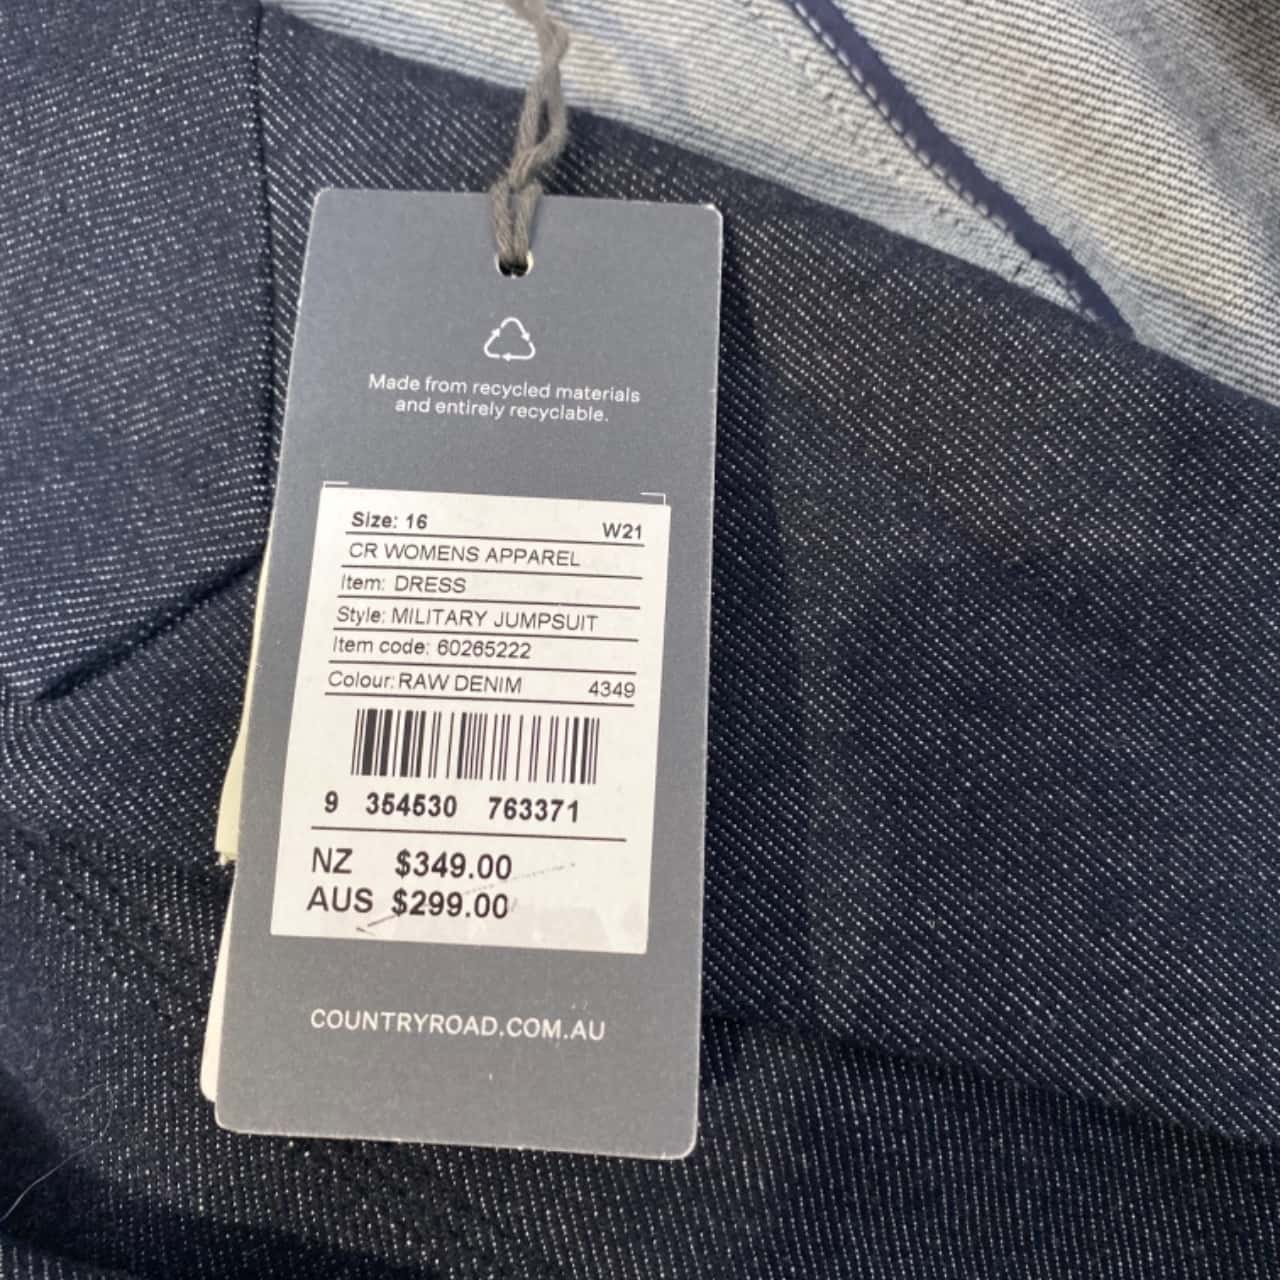 Made from recycled materials
and entirely recyclable.
Size: 16 W21
CR WOMENS APPAREL
Item: DRESS
Style: MILITARY JUMPSUIT
Item code: 60265222
Colour: RAW DENIM 4349
9 354530 763371
NZ $349.00
AUS $299.00
COUNTRYROAD.COM.AU